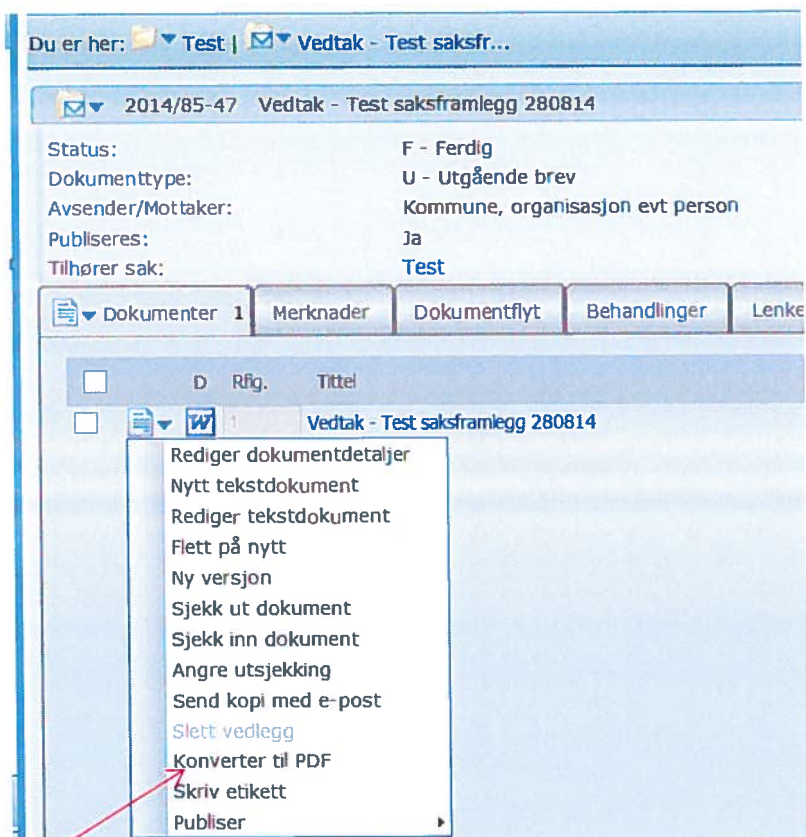 Du er her: Test | Vedtak - Test saksfr...
2014/85-47 Vedtak - Test saksframlegg 280814
Status: F - Ferdig
Dokumenttype: U - Utgående brev
Avsender/Mottaker: Kommune, organisasjon evt person
Publiseres: Ja
Tilhører sak: Test
Dokumenter 1 Merknader Dokumentflyt Behandlinger Lenke
D Rflg. Tittel
W 1 Vedtak - Test saksframlegg 280814
Rediger dokumentdetaljer
Nytt tekstdokument
Rediger tekstdokument
Flett på nytt
Ny versjon
Sjekk ut dokument
Sjekk inn dokument
Angre utsjekking
Send kopi med e-post
Slett vedlegg
Konverter til PDF
Skriv etikett
Publiser